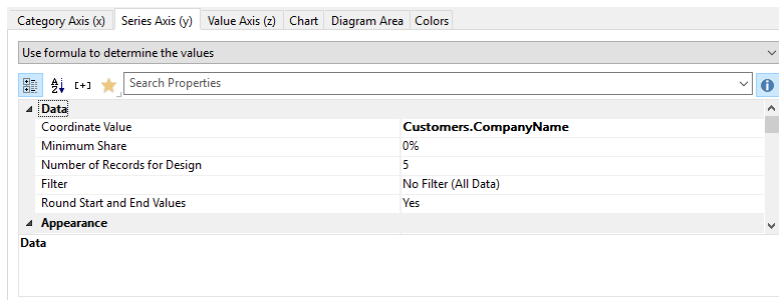 Category Axis (x) Series Axis (y) Value Axis (z) Chart Diagram Area Colors
Use formula to determine the values
Search Properties
Data
Coordinate Value Customers.CompanyName
Minimum Share 0%
Number of Records for Design 5
Filter No Filter (All Data)
Round Start and End Values Yes
Appearance
Data